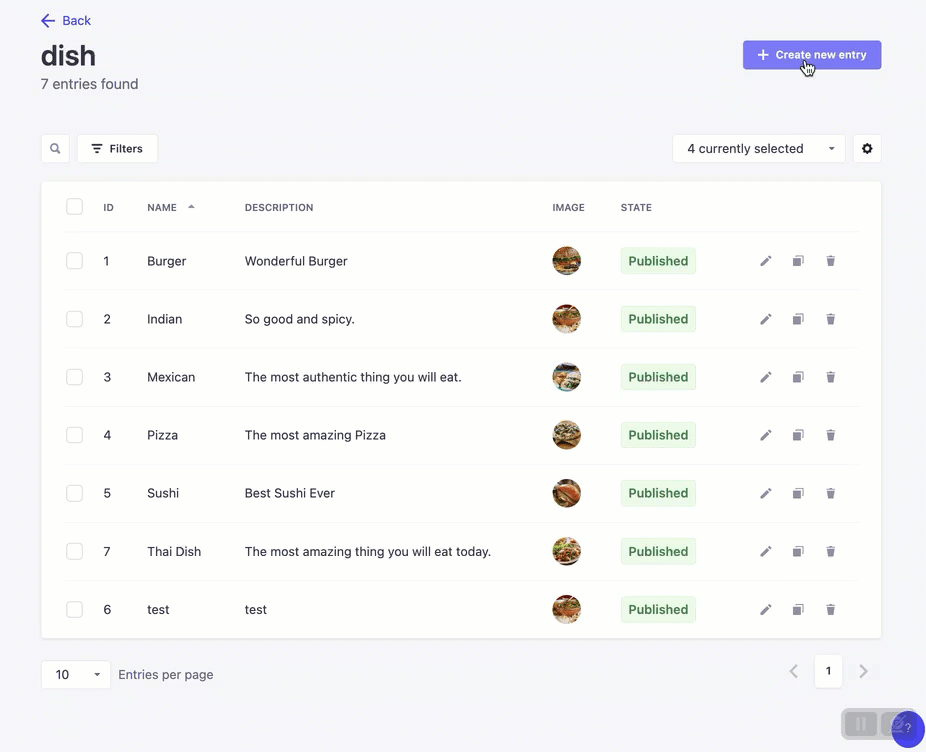 Back
dish
7 entries found
Create new entry
Filters
4 currently selected
ID NAME DESCRIPTION IMAGE STATE
1 Burger Wonderful Burger Published
2 Indian So good and spicy. Published
3 Mexican The most authentic thing you will eat. Published
4 Pizza The most amazing Pizza Published
5 Sushi Best Sushi Ever Published
7 Thai Dish The most amazing thing you will eat today. Published
6 test test Published
10 Entries per page
1
?